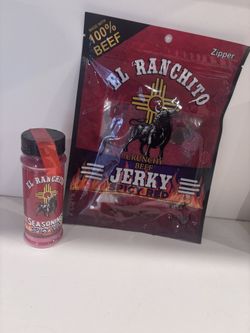 100%
BEEF
Zipper
EL RANCHITO
CRUNCHY
BEEF
JERKY
EL RANCHITO
SEASONING